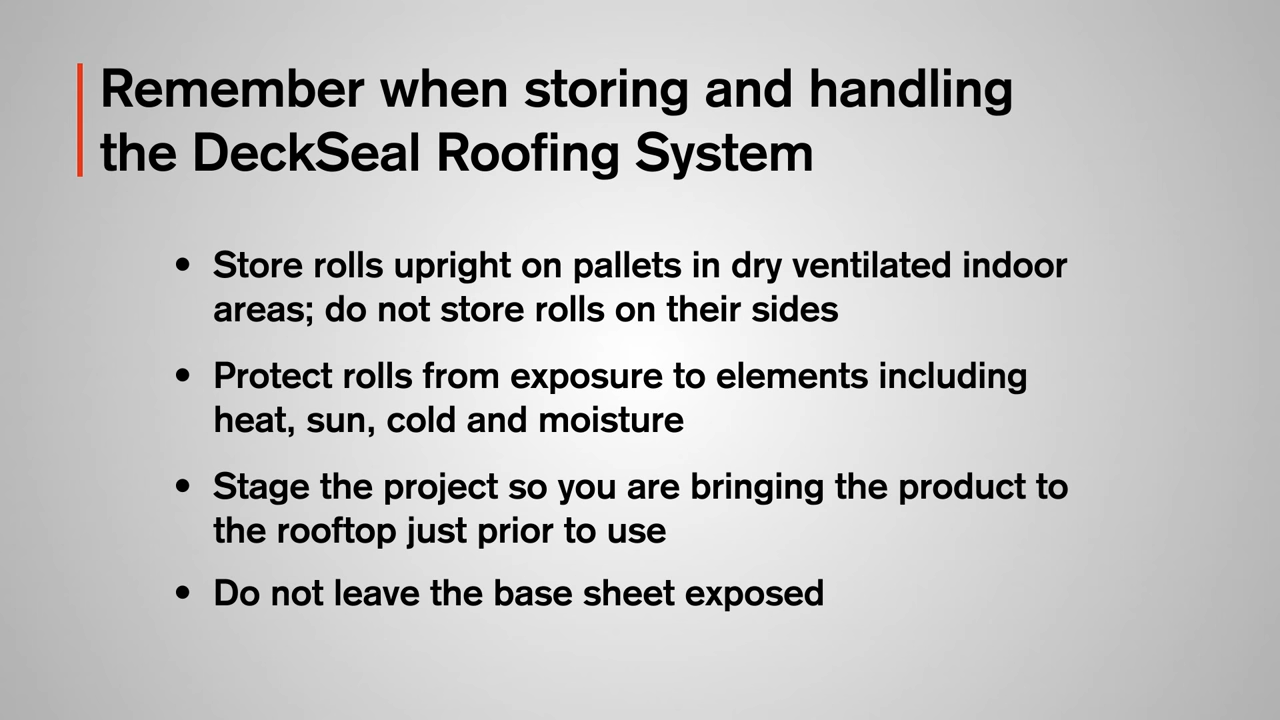 Remember when storing and handling
the DeckSeal Roofing System
• Store rolls upright on pallets in dry ventilated indoor
areas; do not store rolls on their sides
• Protect rolls from exposure to elements including
heat, sun, cold and moisture
• Stage the project so you are bringing the product to
the rooftop just prior to use
• Do not leave the base sheet exposed